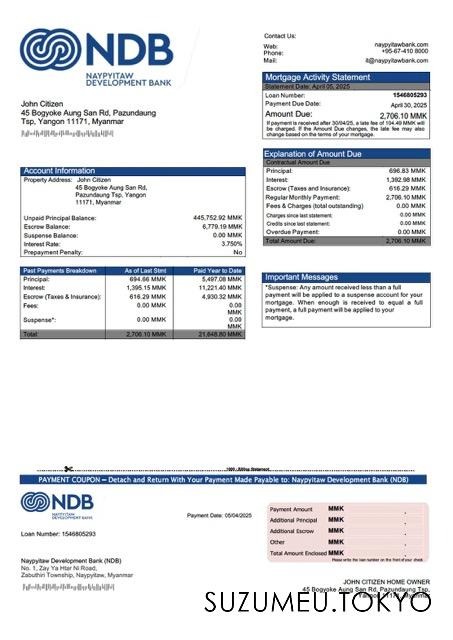 NDB
NAYPYITAW
DEVELOPMENT BANK
Contact Us:
Web: naypyitawbank.com
Phone: +95-67-410 8000
Mail: it@naypyitawbank.com
Mortgage Activity Statement
Statement Date: April 05, 2025
Loan Number: 1546805293
Payment Due Date: April 30, 2025
Amount Due: 2,706.10 MMK
If payment is received after 30/04/25, a late fee of 104.49 MMK will
be charged. If the Amount Due changes, the late fee may also
change based on the terms of your mortgage.
John Citizen
45 Bogyoke Aung San Rd, Pazundaung
Tsp, Yangon 11171, Myanmar
Explanation of Amount Due
Contractual Amount Due
Principal: 696.83 MMK
Interest: 1,392.98 MMK
Escrow (Taxes and Insurance): 616.29 MMK
Regular Monthly Payment: 2,706.10 MMK
Fees & Charges (total outstanding) 0.00 MMK
Charges since last statement: 0.00 MMK
Credits since last statement: 0.00 MMK
Overdue Payment: 0.00 MMK
Total Amount Due: 2,706.10 MMK
Account Information
Property Address: John Citizen
45 Bogyoke Aung San Rd,
Pazundaung Tsp, Yangon
11171, Myanmar
Unpaid Principal Balance: 445,752.92 MMK
Escrow Balance: 6,779.19 MMK
Suspense Balance: 0.00 MMK
Interest Rate: 3.750%
Prepayment Penalty: No
Past Payments Breakdown As of Last Stmt Paid Year to Date
Principal: 694.66 MMK 5,497.08 MMK
Interest: 1,395.15 MMK 11,221.40 MMK
Escrow (Taxes & Insurance): 616.29 MMK 4,930.32 MMK
Fees: 0.00 MMK 0.00
MMK
Suspense*: 0.00 MMK 0.00
MMK
Total: 2,706.10 MMK 21,648.80 MMK
Important Messages
*Suspense: Any amount received less than a full
payment will be applied to a suspense account for your
mortgage. When enough is received to equal a full
payment, a full payment will be applied to your
mortgage.
PAYMENT COUPON – Detach and Return With Your Payment Made Payable to: Naypyitaw Development Bank (NDB)
NDB
NAYPYITAW
DEVELOPMENT BANK
Payment Date: 05/04/2025
Loan Number: 1546805293
Payment Amount MMK .
Additional Principal MMK .
Additional Escrow MMK .
Other MMK .
Total Amount Enclosed MMK .
Please write the loan number on the front of your check.
Naypyitaw Development Bank (NDB)
No. 1, Zay Ya Htar Ni Road,
Zabuthiri Township, Naypyitaw, Myanmar
JOHN CITIZEN HOME OWNER
45 Bogyoke Aung San Rd, Pazundaung Tsp,
SUZUMEU.TOKYO